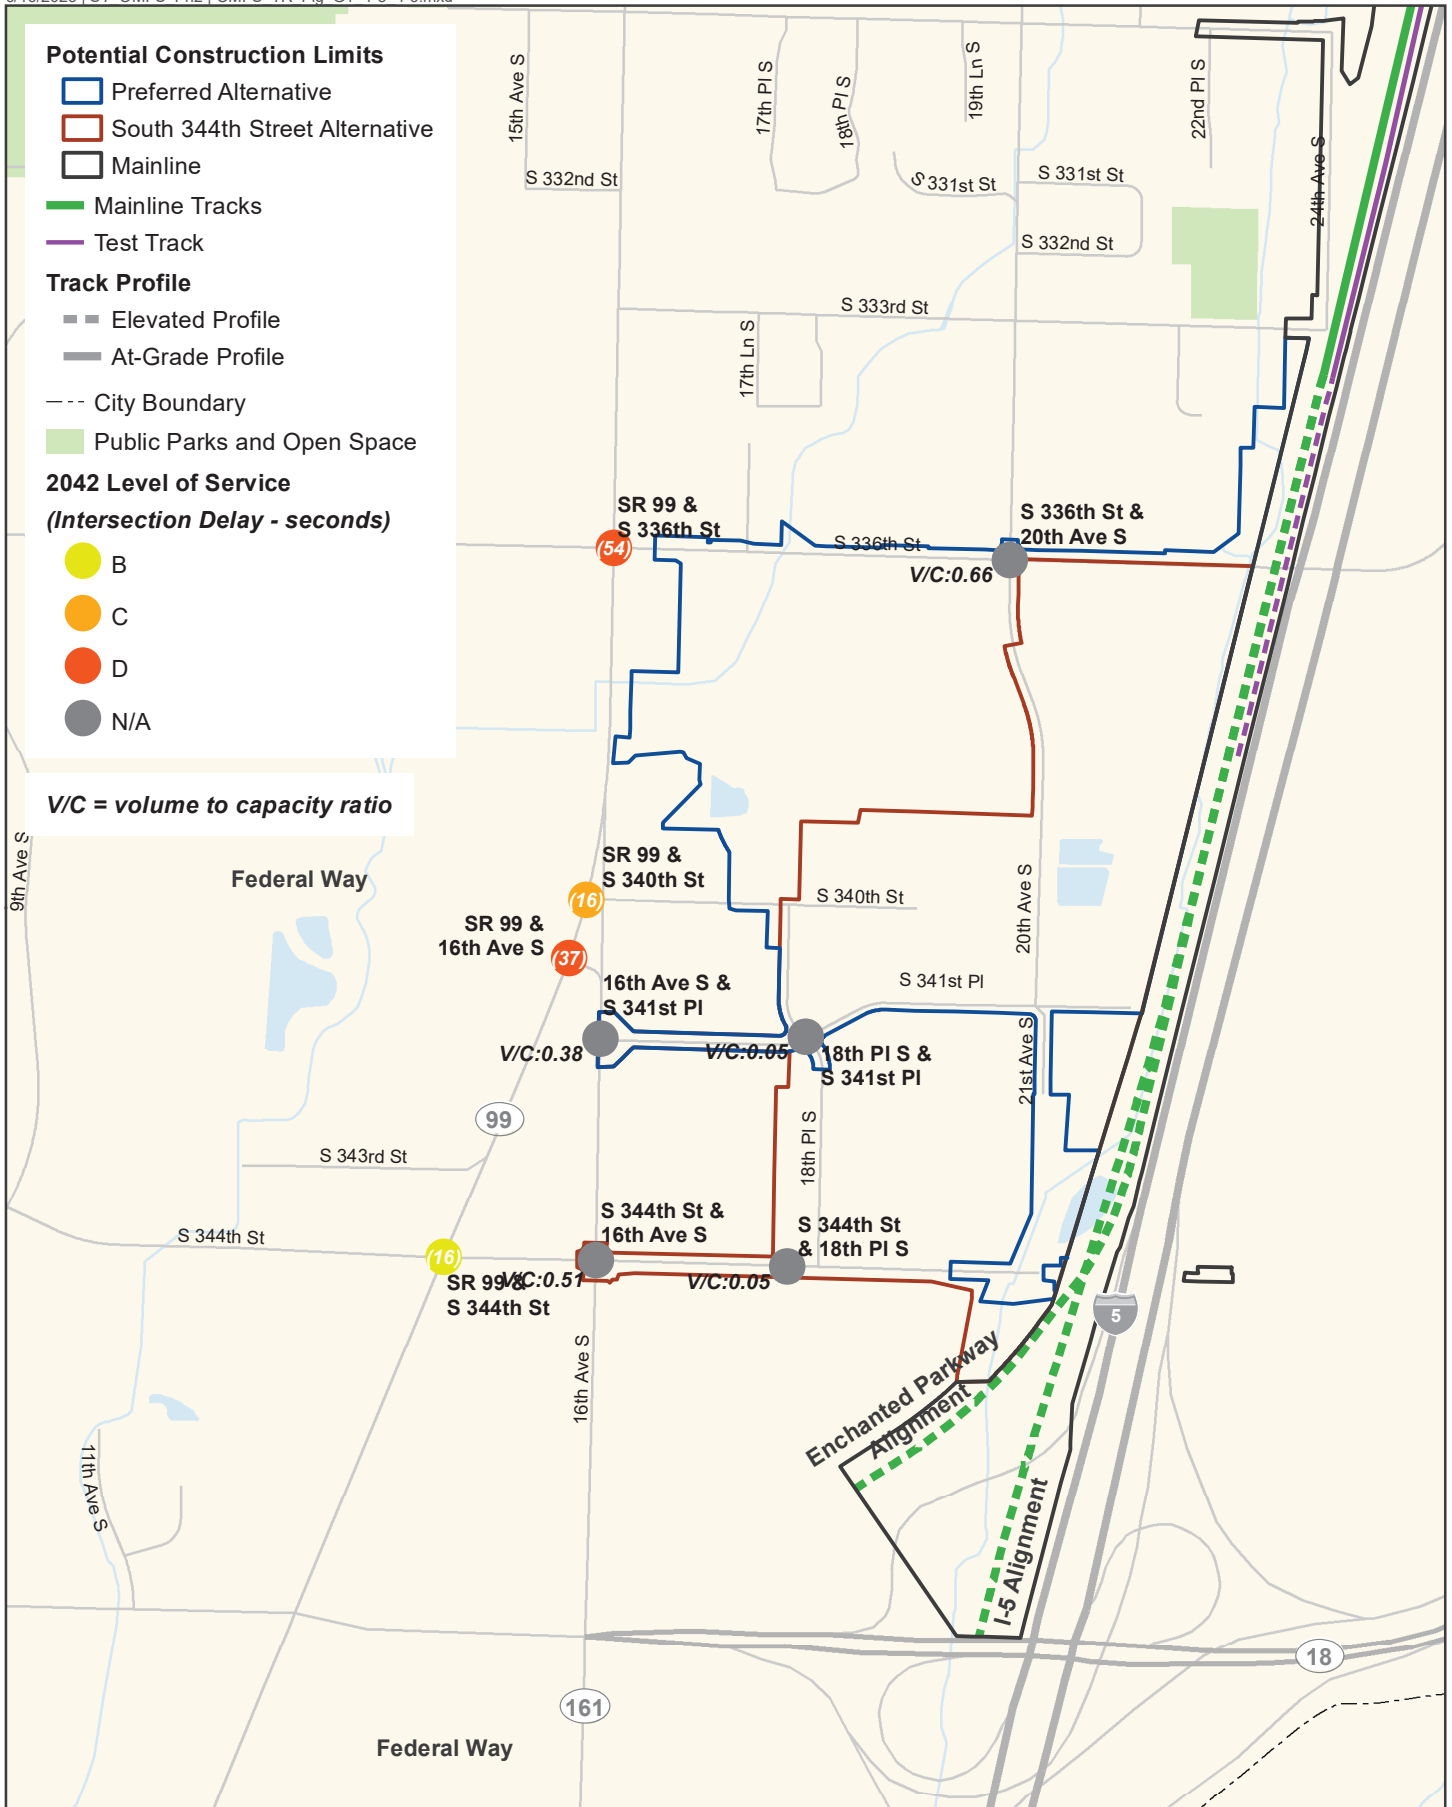 Potential Construction Limits
Preferred Alternative
South 344th Street Alternative
Mainline
Mainline Tracks
Test Track
Track Profile
Elevated Profile
At-Grade Profile
City Boundary
Public Parks and Open Space
2042 Level of Service
(Intersection Delay - seconds)
B
C
D
N/A
V/C = volume to capacity ratio
15th Ave S
17th Pl S
18th Pl S
19th Ln S
22nd Pl S
24th Ave S
S 332nd St
S 331st St
S 331st St
S 332nd St
S 333rd St
17th Ln S
SR 99 &
S 336th St
(54)
S 336th St
S 336th St &
20th Ave S
V/C:0.66
9th Ave S
Federal Way
SR 99 &
S 340th St
(16)
S 340th St
20th Ave S
SR 99 &
16th Ave S
(37)
16th Ave S &
S 341st Pl
V/C:0.38
S 341st Pl
V/C:0.05
18th Pl S &
S 341st Pl
21st Ave S
99
S 343rd St
18th Pl S
S 344th St
S 344th St &
16th Ave S
S 344th St
& 18th Pl S
(16)
SR 99 &
S 344th St
V/C:0.51
V/C:0.05
5
16th Ave S
Enchanted Parkway
Alignment
11th Ave S
I-5 Alignment
18
161
Federal Way